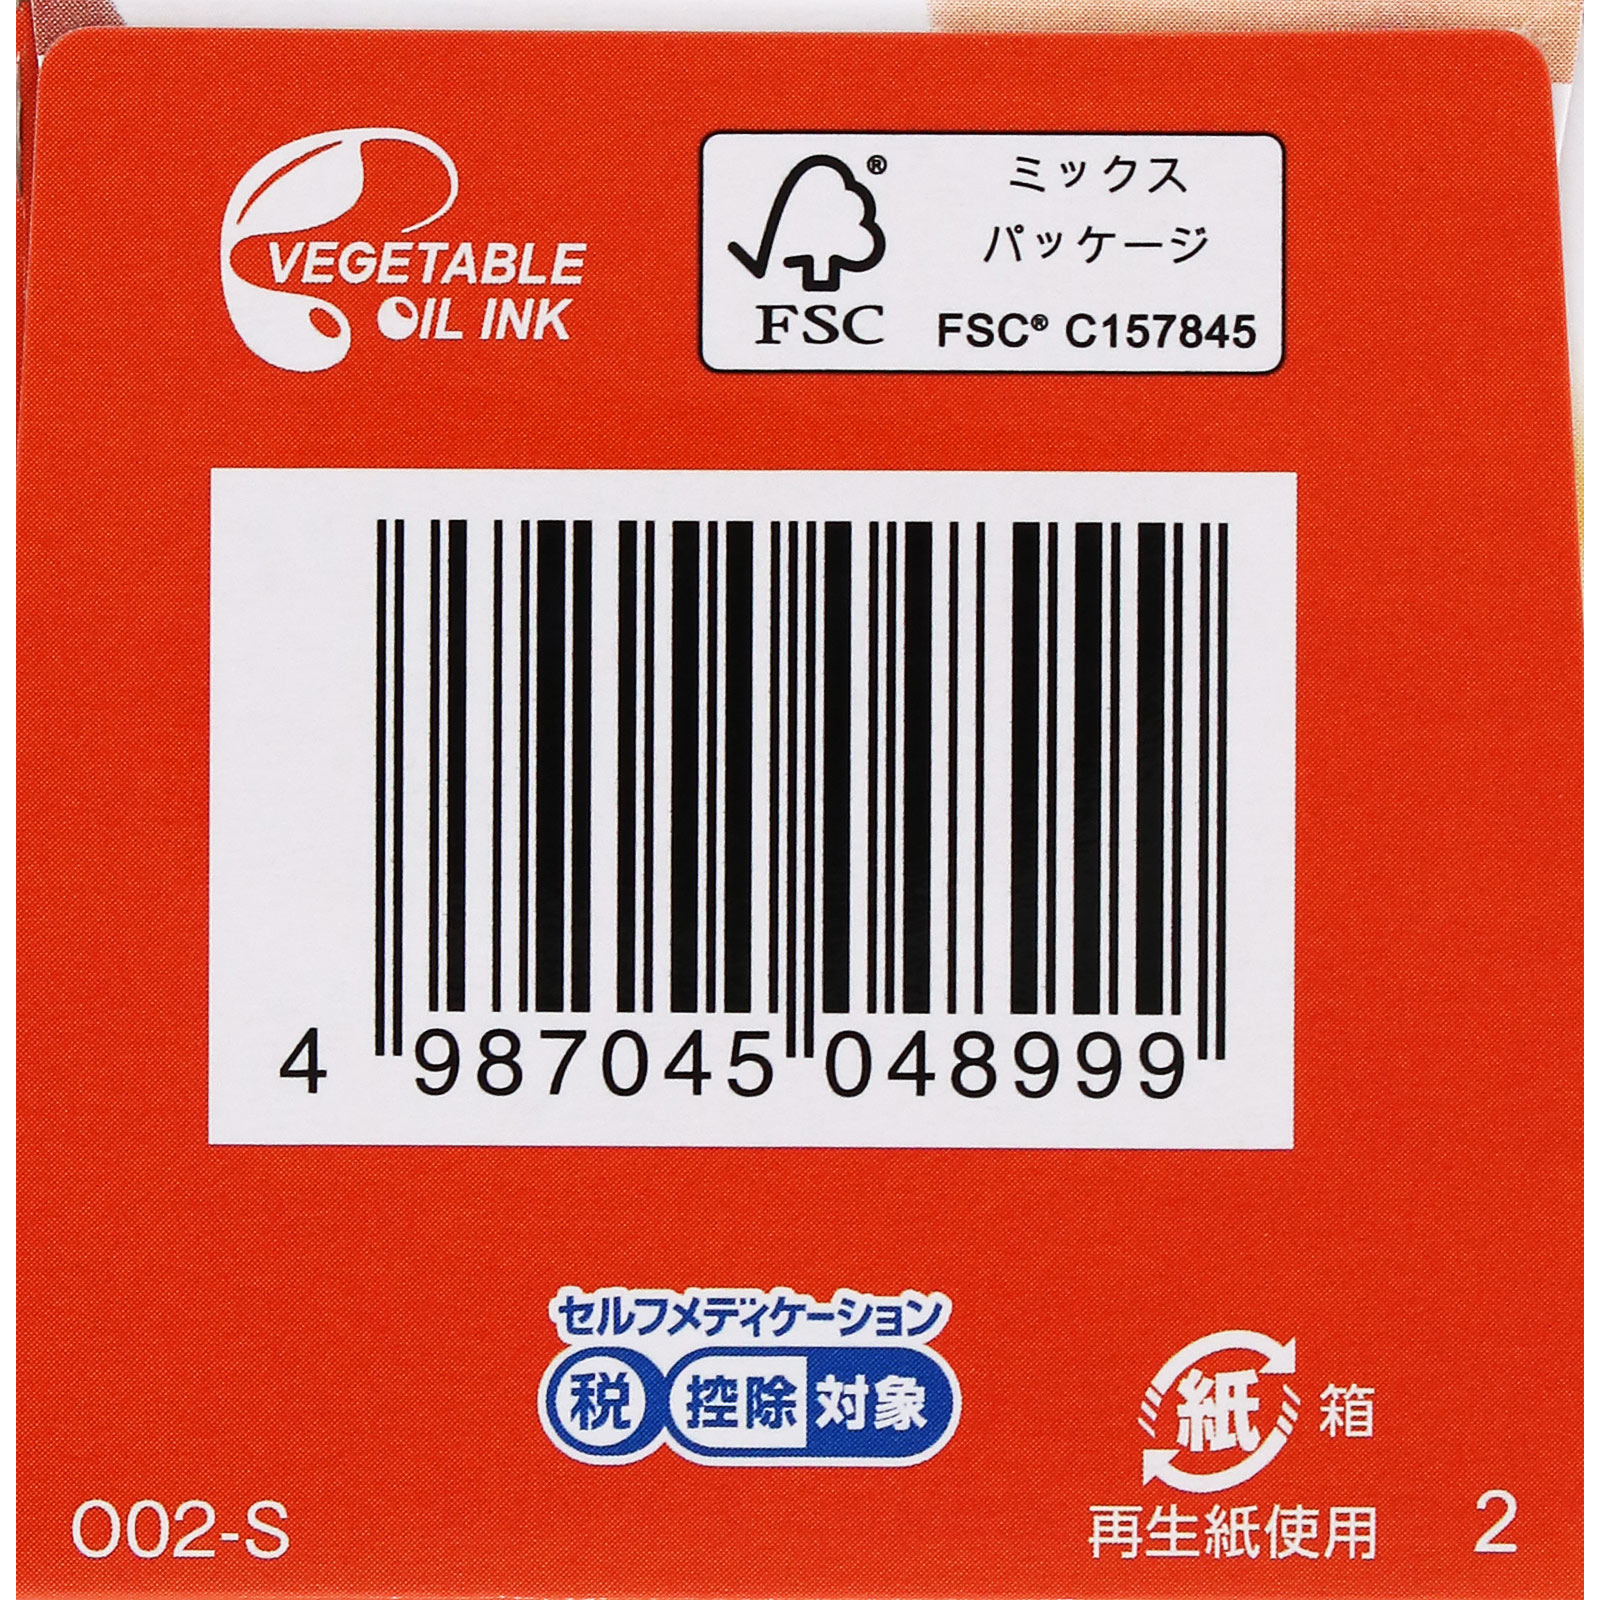 VEGETABLE
OIL INK
FSC®
ミックス
パッケージ
FSC® C157845
4 987045 048999
セルフメディケーション
税 控除 対象
紙 箱
再生紙使用
O02-S
2